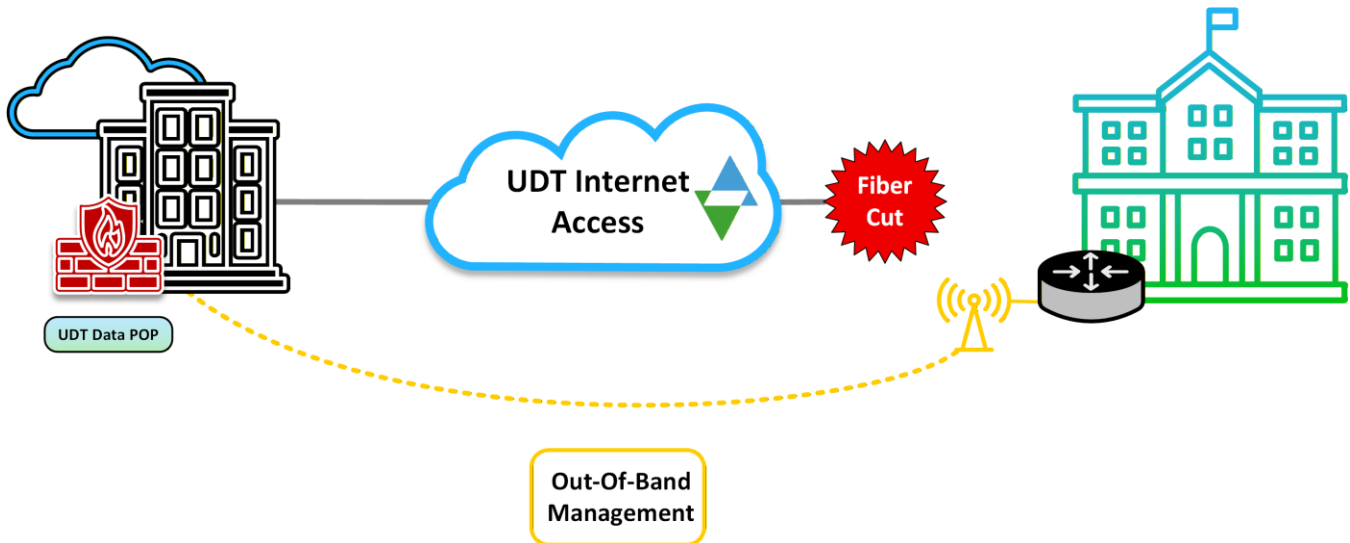 UDT Internet
Access
Fiber
Cut
UDT Data POP
Out-Of-Band
Management